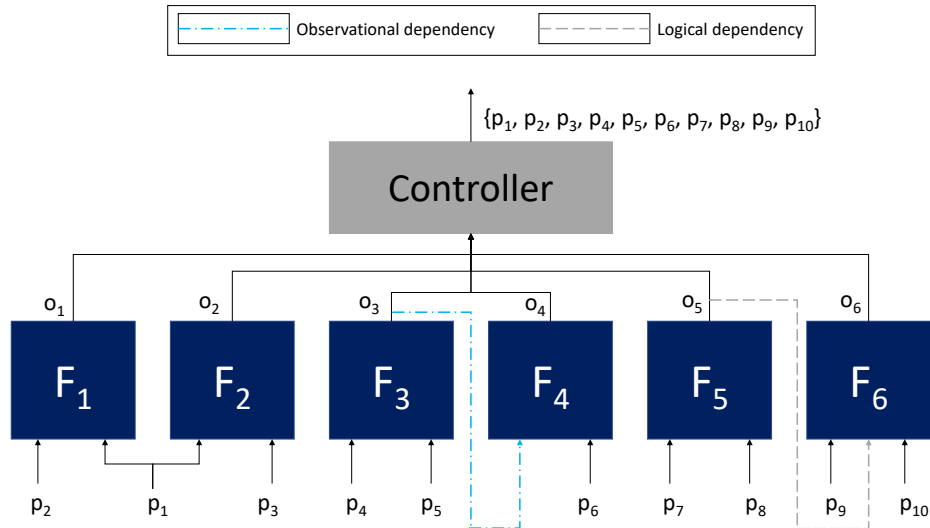 Observational dependency
Logical dependency
{p₁, p₂, p₃, p₄, p₅, p₆, p₇, p₈, p₉, p₁₀}
Controller
o₁ o₂ o₃ o₄ o₅ o₆
F₁ F₂ F₃ F₄ F₅ F₆
p₂ p₁ p₃ p₄ p₅ p₆ p₇ p₈ p₉ p₁₀